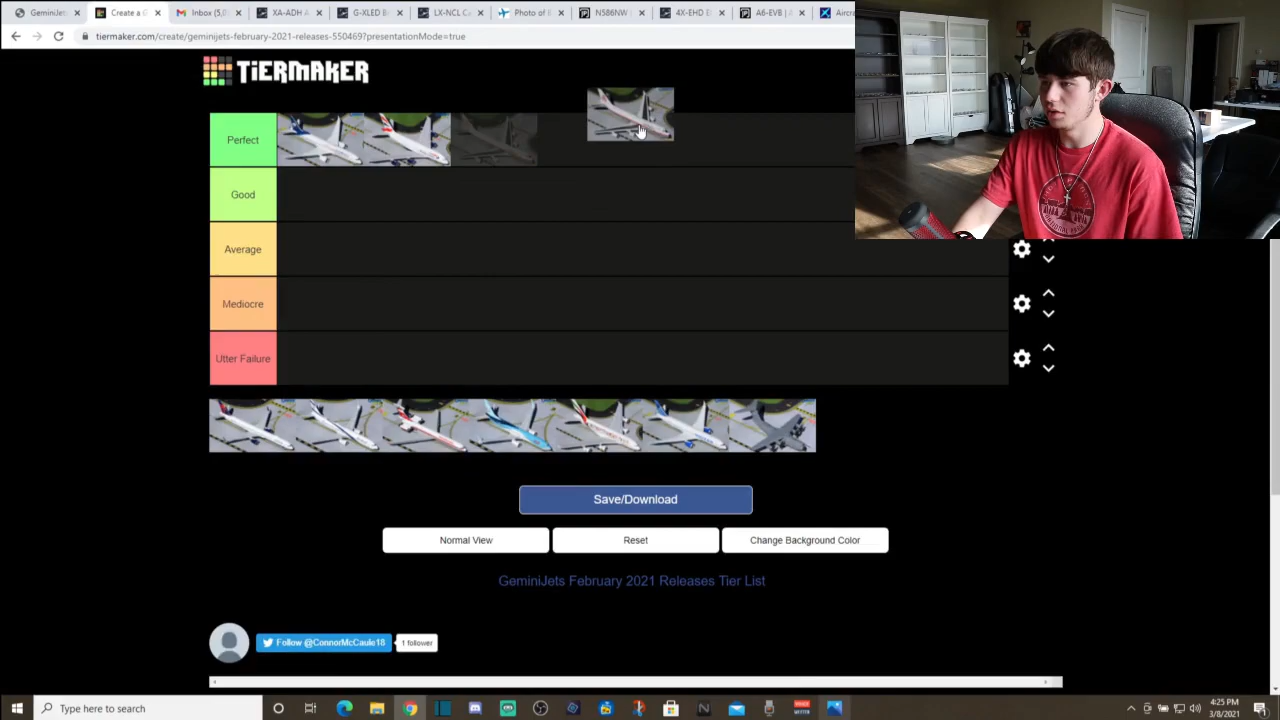 GeminiJets
Create a G
Inbox (5,0
XA-ADH A
G-XLED B
LX-NCL C
Photo of B
N586NW
4X-EHD
A6-EVB | A
Aircra
tiermaker.com/create/geminijets-february-2021-releases-550469?presentationMode=true
TiERMAKER
Perfect
Good
Average
Mediocre
Utter Failure
Save/Download
Normal View
Reset
Change Background Color
GeminiJets February 2021 Releases Tier List
Follow @ConnorMcCaule18
1 follower
Type here to search
4:25 PM
3/8/2021